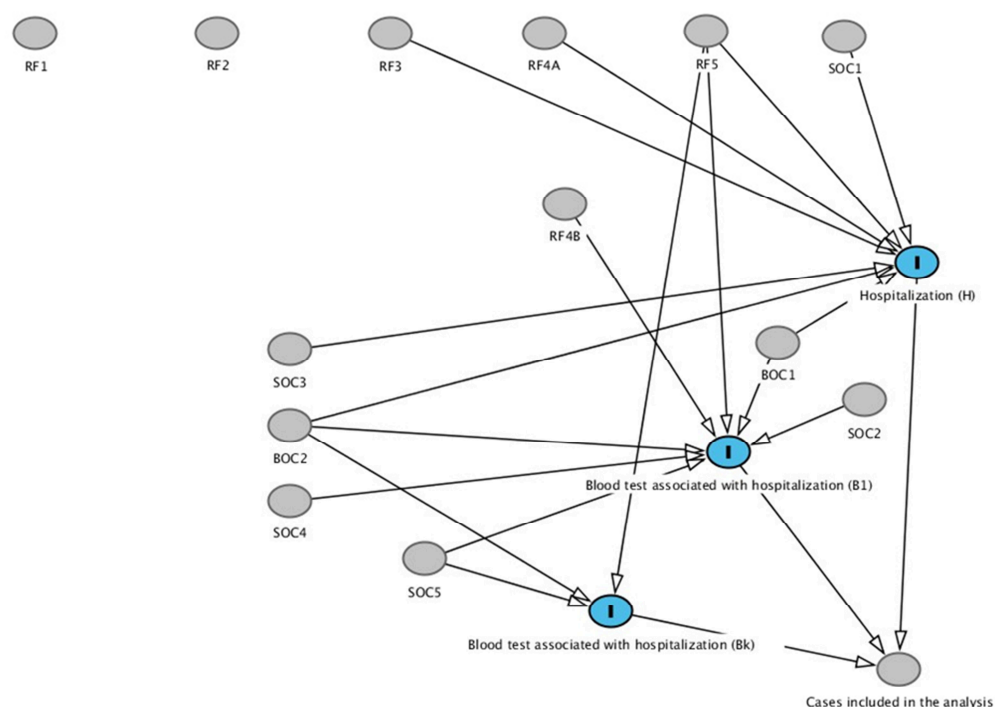 RF1
RF2
RF3
RF4A
RF5
SOC1
RF4B
I
Hospitalization (H)
SOC3
BOC1
BOC2
SOC2
I
Blood test associated with hospitalization (B1)
SOC4
SOC5
I
Blood test associated with hospitalization (Bk)
Cases included in the analysis